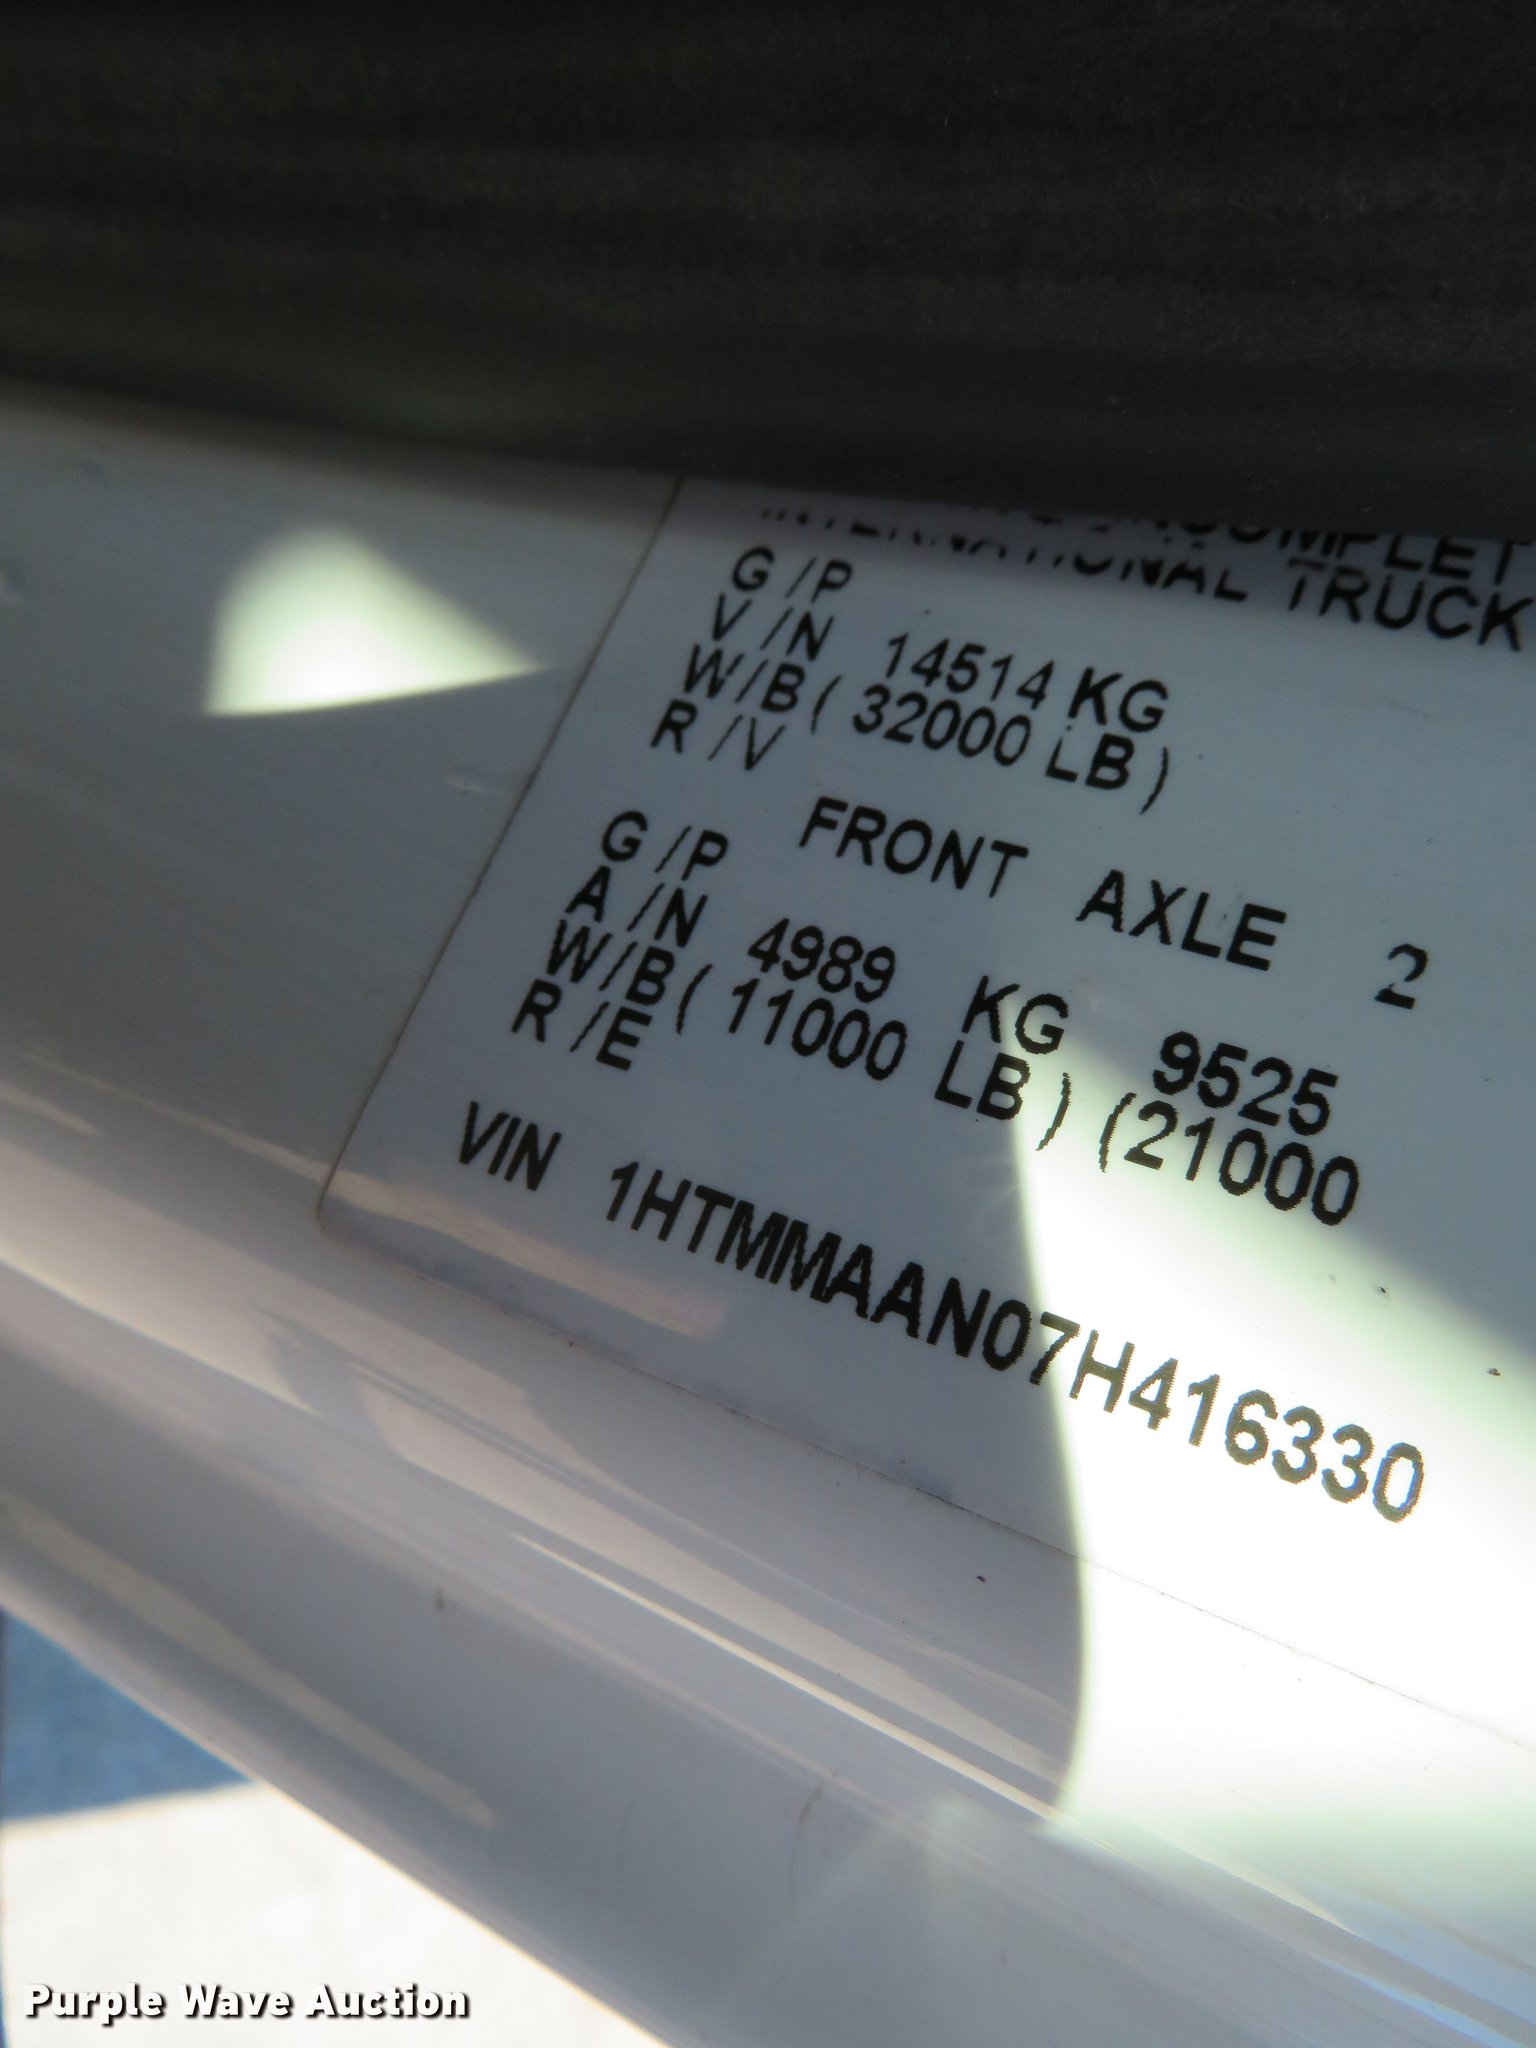 INCOMPLET
INTERNATIONAL TRUCK
G /P
V /N 14514 KG
W/B ( 32000 LB )
R /V
FRONT AXLE 2
G /P
A /N 4989 KG 9525
W/B ( 11000 LB ) (21000
R /E
VIN 1HTMMAAN07H416330
Purple Wave Auction